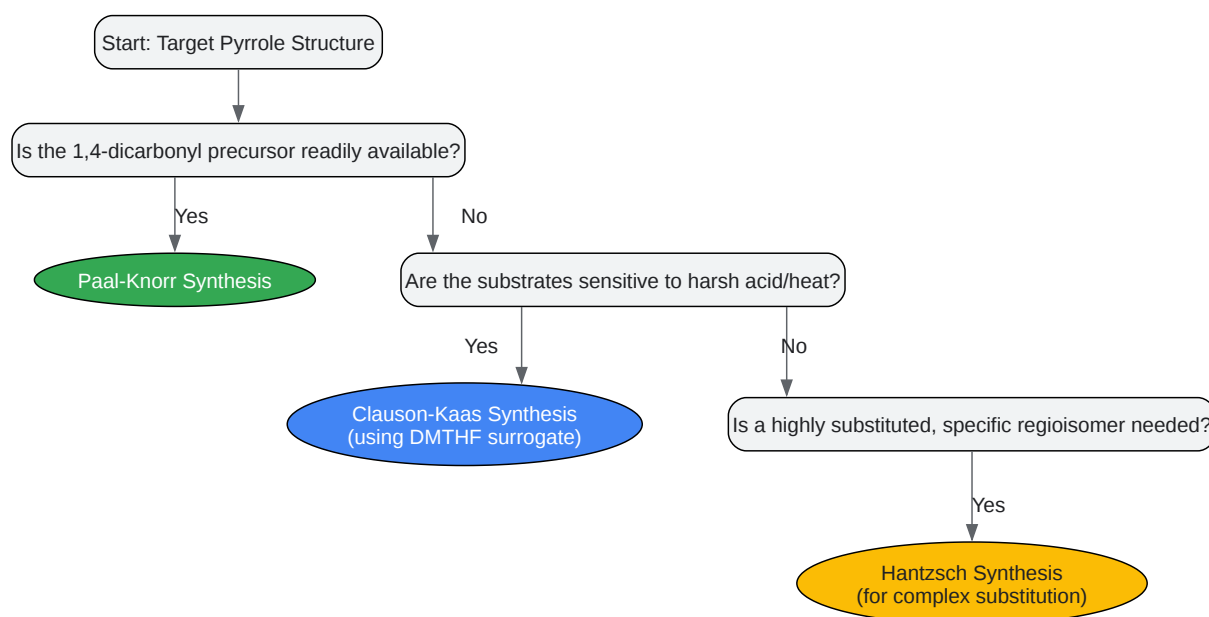 Start: Target Pyrrole Structure
Is the 1,4-dicarbonyl precursor readily available?
Yes
No
Paal-Knorr Synthesis
Are the substrates sensitive to harsh acid/heat?
Yes
No
Clauson-Kaas Synthesis
(using DMTHF surrogate)
Is a highly substituted, specific regioisomer needed?
Yes
Hantzsch Synthesis
(for complex substitution)